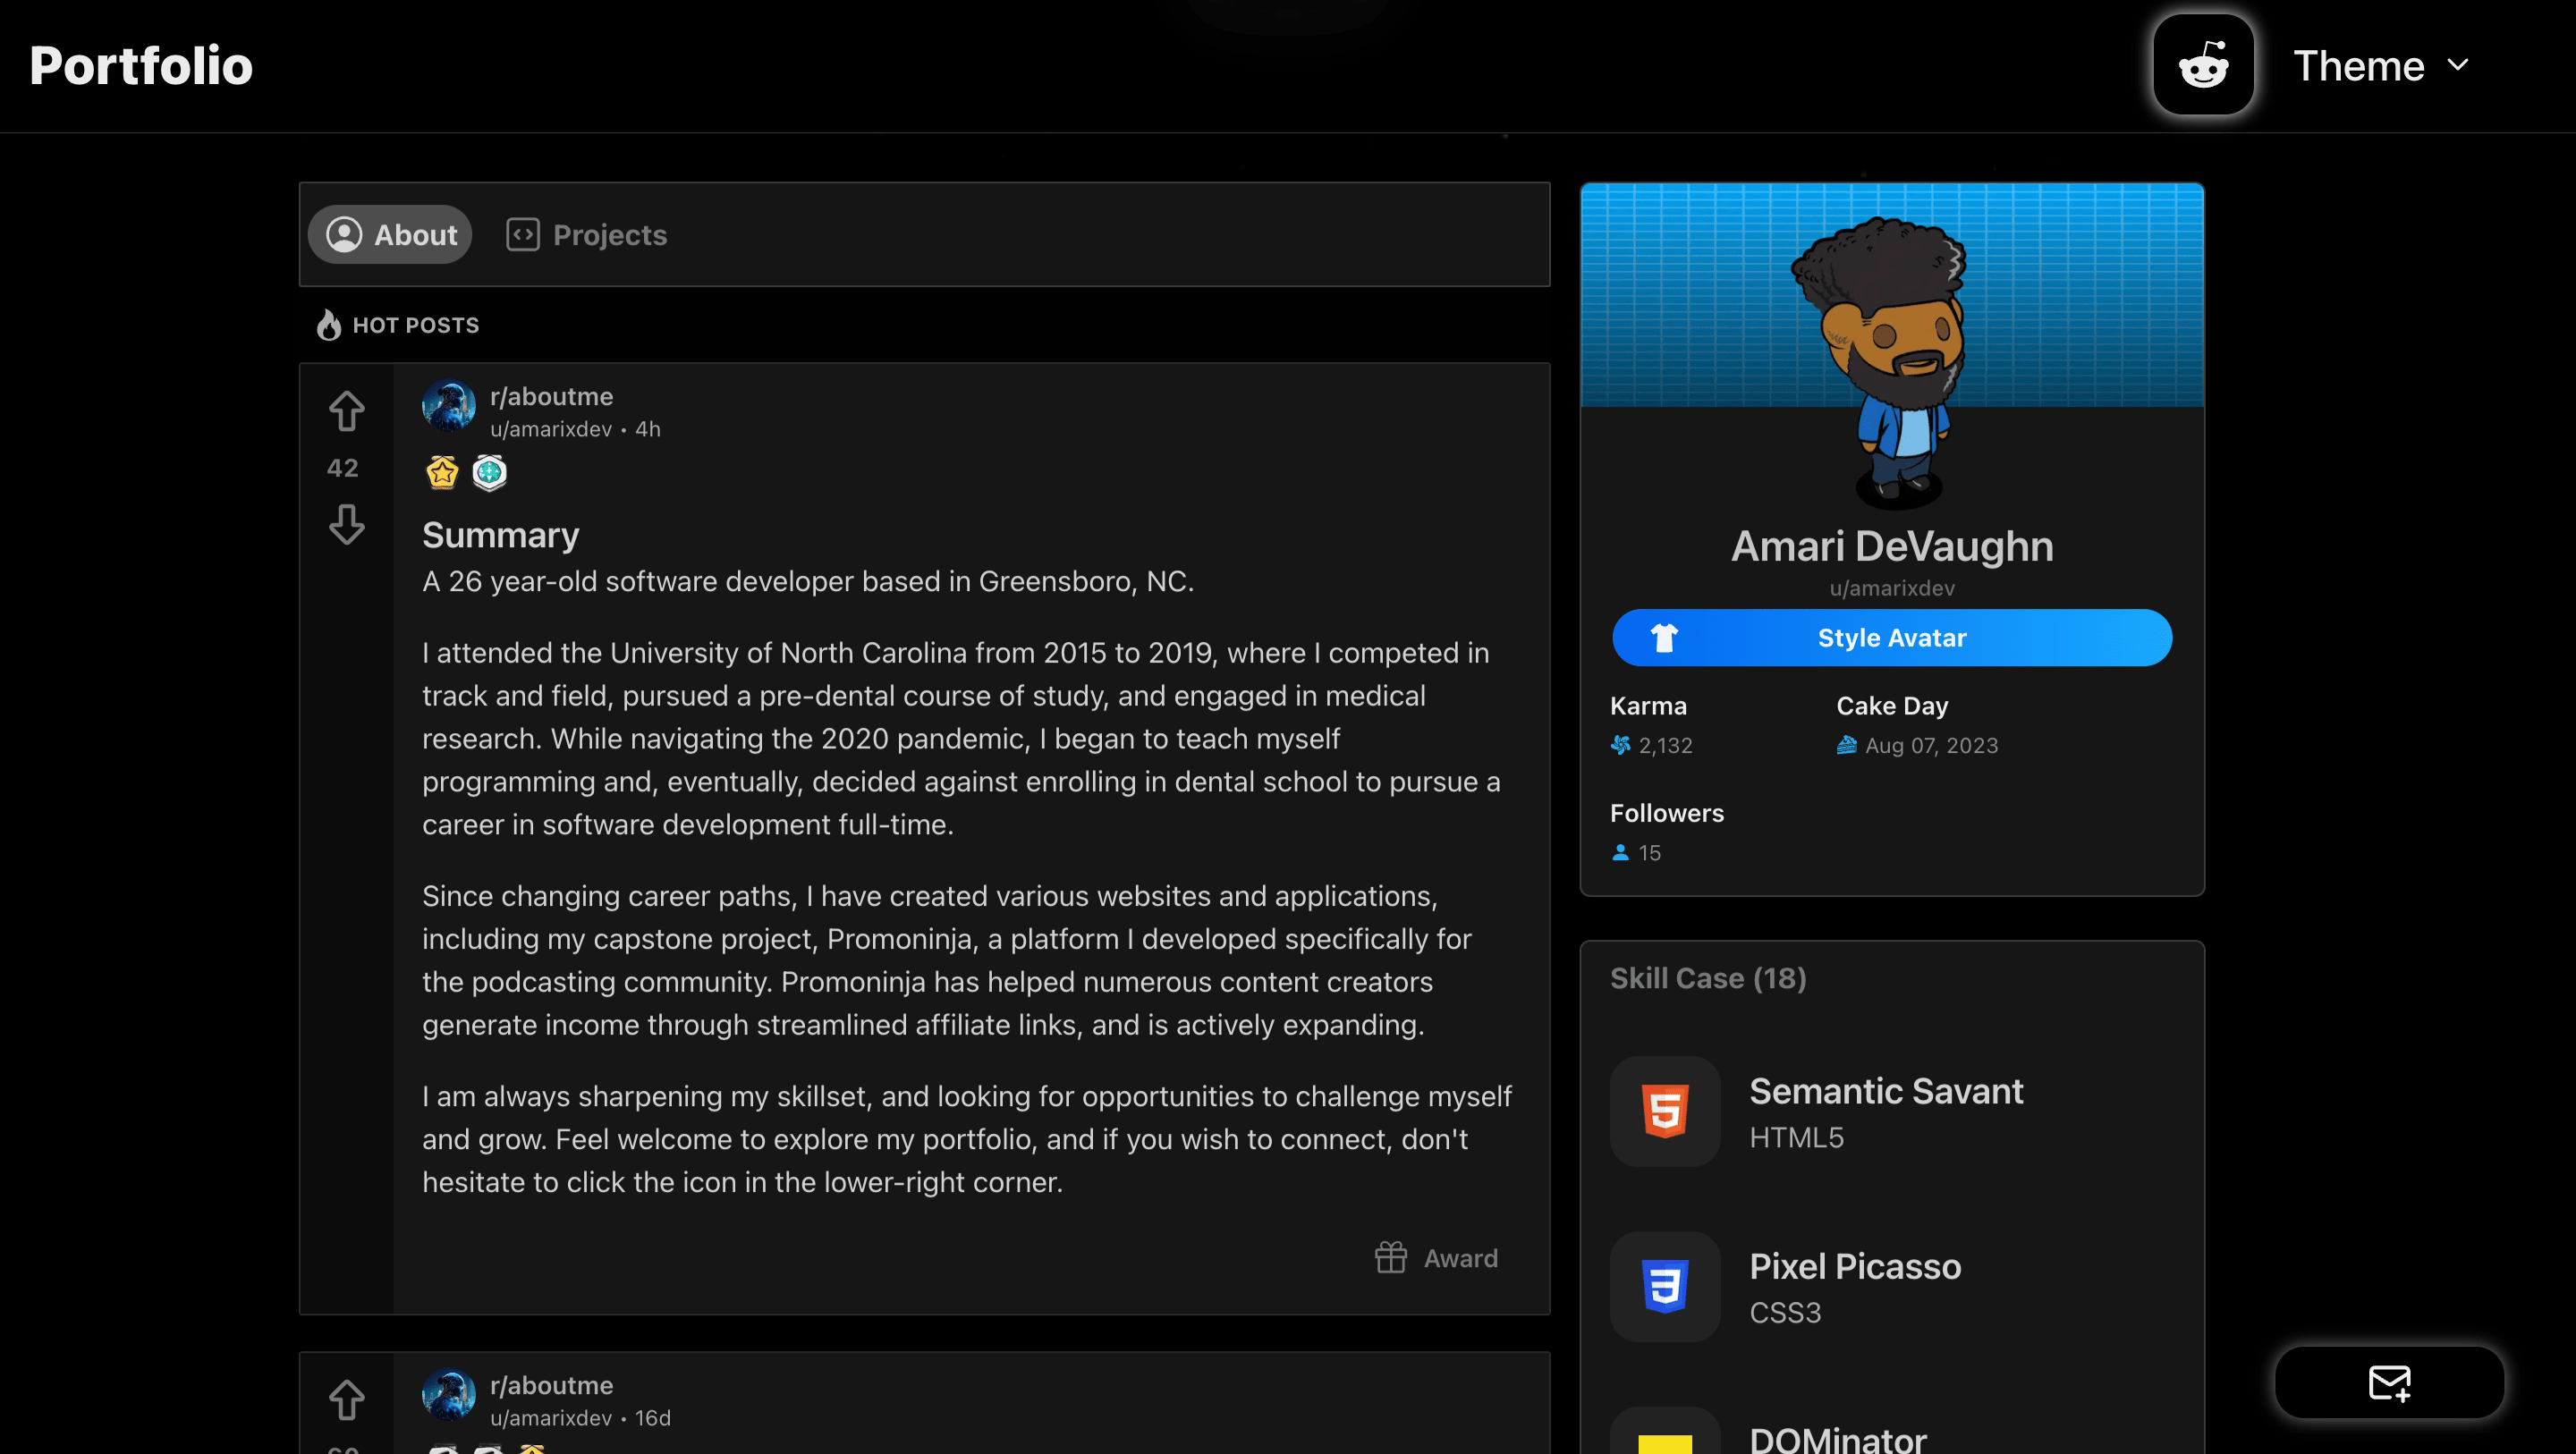 Portfolio
Theme
About
Projects
HOT POSTS
r/aboutme
u/amarixdev • 4h
42
Summary
A 26 year-old software developer based in Greensboro, NC.
I attended the University of North Carolina from 2015 to 2019, where I competed in
track and field, pursued a pre-dental course of study, and engaged in medical
research. While navigating the 2020 pandemic, I began to teach myself
programming and, eventually, decided against enrolling in dental school to pursue a
career in software development full-time.
Since changing career paths, I have created various websites and applications,
including my capstone project, Promoninja, a platform I developed specifically for
the podcasting community. Promoninja has helped numerous content creators
generate income through streamlined affiliate links, and is actively expanding.
I am always sharpening my skillset, and looking for opportunities to challenge myself
and grow. Feel welcome to explore my portfolio, and if you wish to connect, don't
hesitate to click the icon in the lower-right corner.
Award
r/aboutme
u/amarixdev • 16d
Amari DeVaughn
u/amarixdev
Style Avatar
Karma
2,132
Cake Day
Aug 07, 2023
Followers
15
Skill Case (18)
Semantic Savant
HTML5
Pixel Picasso
CSS3
DOMinator